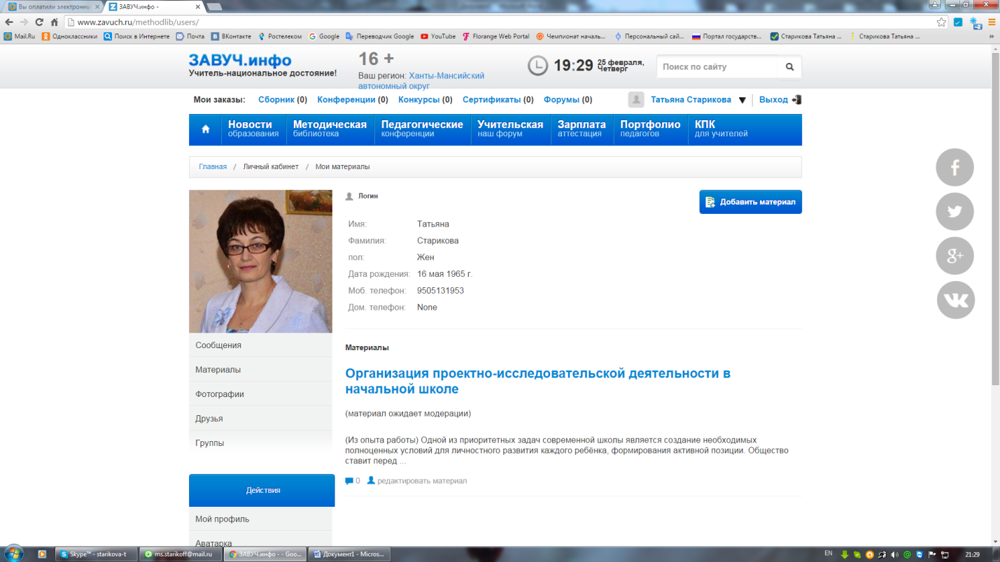 Вы оплатили электронны
ЗАВУЧ.инфо -
www.zavuch.ru/methodlib/users/
Mail.Ru Одноклассники Поиск в Интернете Почта ВКонтакте Ростелеком Google Переводчик Google YouTube Florange Web Portal Чемпионат началь... Персональный сай... Портал государств... Старикова Татьяна ... Старикова Татьяна ... »
ЗАВУЧ.инфо
Учитель-национальное достояние!
16 +
Ваш регион: Ханты-Мансийский
автономный округ
19:29 25 февраля,
Четверг
Поиск по сайту
Мои заказы: Сборник (0) Конференции (0) Конкурсы (0) Сертификаты (0) Форумы (0) Татьяна Старикова ▼ Выход
Новости Методическая Педагогические Учительская Зарплата Портфолио КПК
образования библиотека конференции наш форум аттестация педагогов для учителей
Главная / Личный кабинет / Мои материалы
Логин
Добавить материал
Имя: Татьяна
Фамилия: Старикова
пол: Жен
Дата рождения: 16 мая 1965 г.
Моб. телефон: 9505131953
Дом. телефон: None
Сообщения
Материалы
Фотографии
Друзья
Группы
Действия
Мой профиль
Аватарка
Материалы
Организация проектно-исследовательской деятельности в
начальной школе
(материал ожидает модерации)
(Из опыта работы) Одной из приоритетных задач современной школы является создание необходимых
полноценных условий для личностного развития каждого ребёнка, формирования активной позиции. Общество
ставит перед ...
0 редактировать материал
Skype™ - starikova-t
ms.starikoff@mail.ru
ЗАВУЧ.инфо - - Goo...
Документ1 - Micros...
EN
21:29